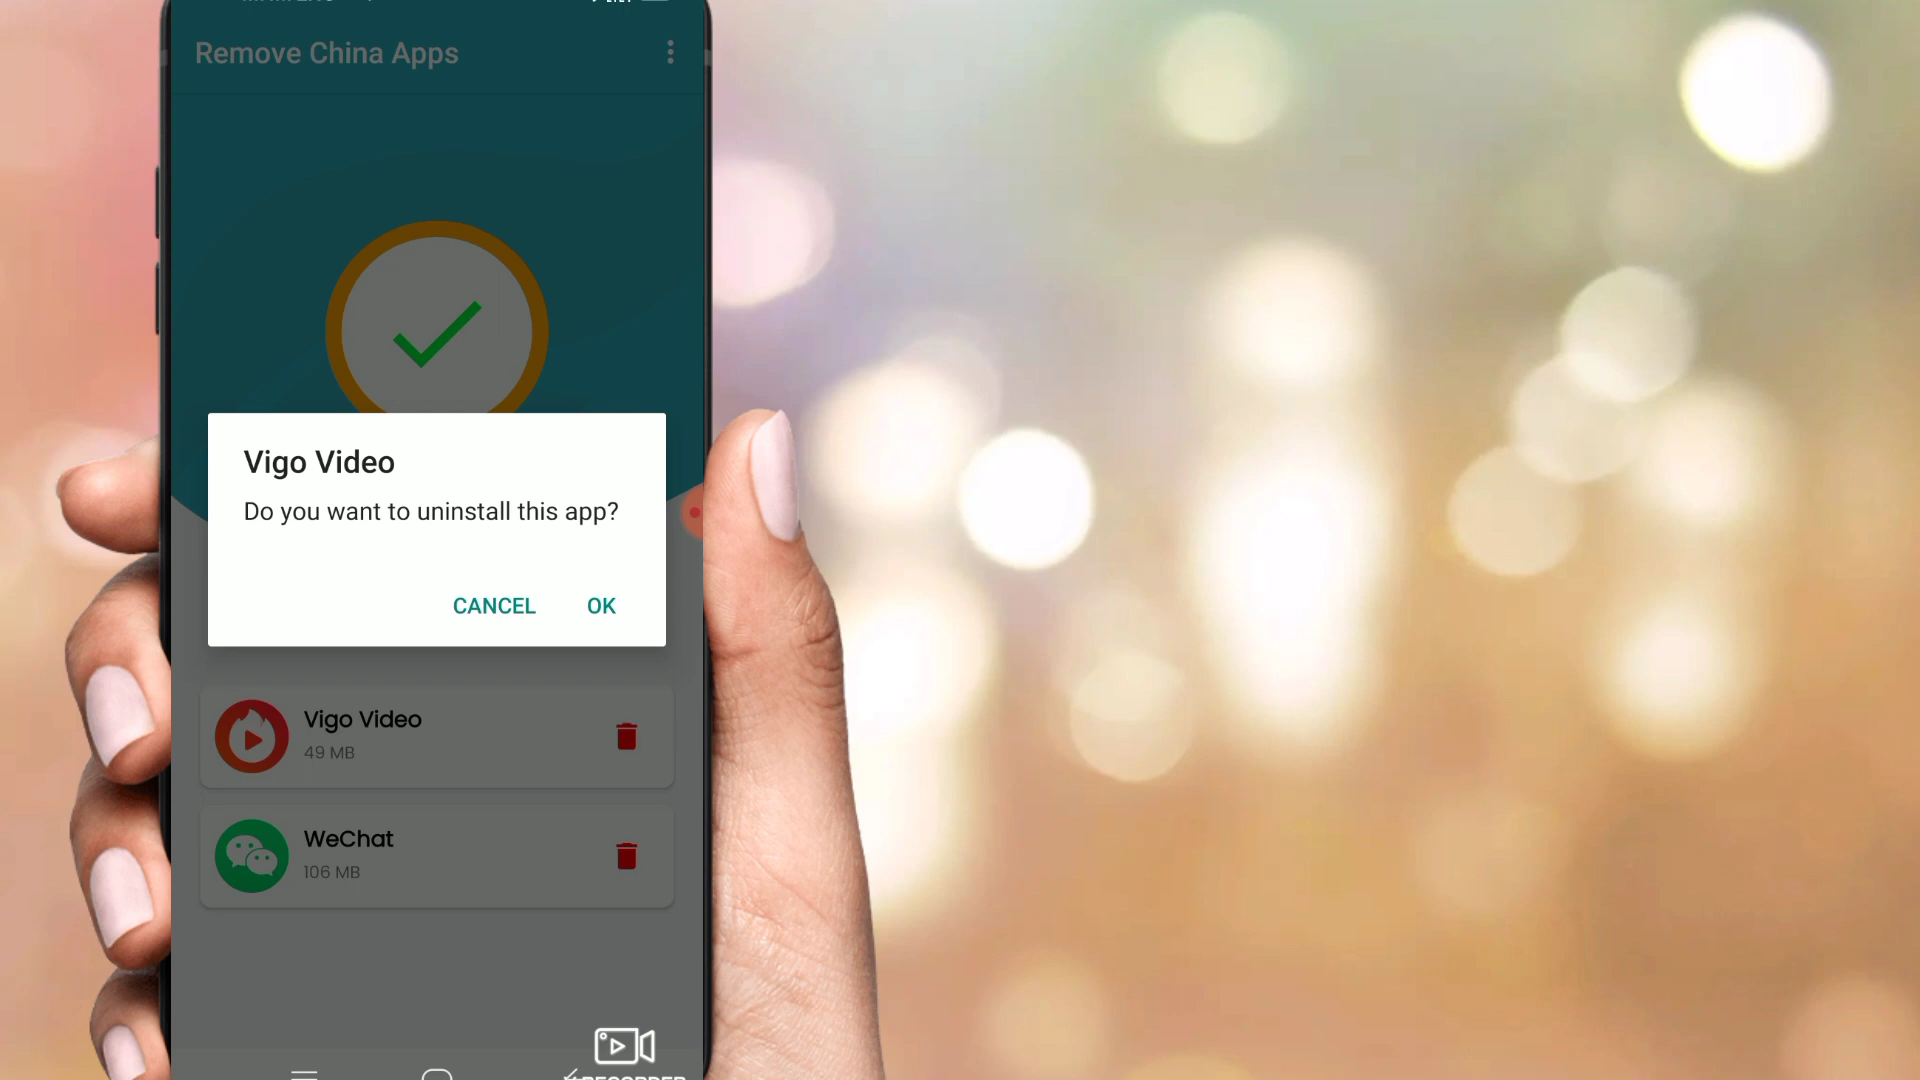 Remove China Apps
Vigo Video
Do you want to uninstall this app?
CANCEL OK
Vigo Video
49 MB
WeChat
106 MB